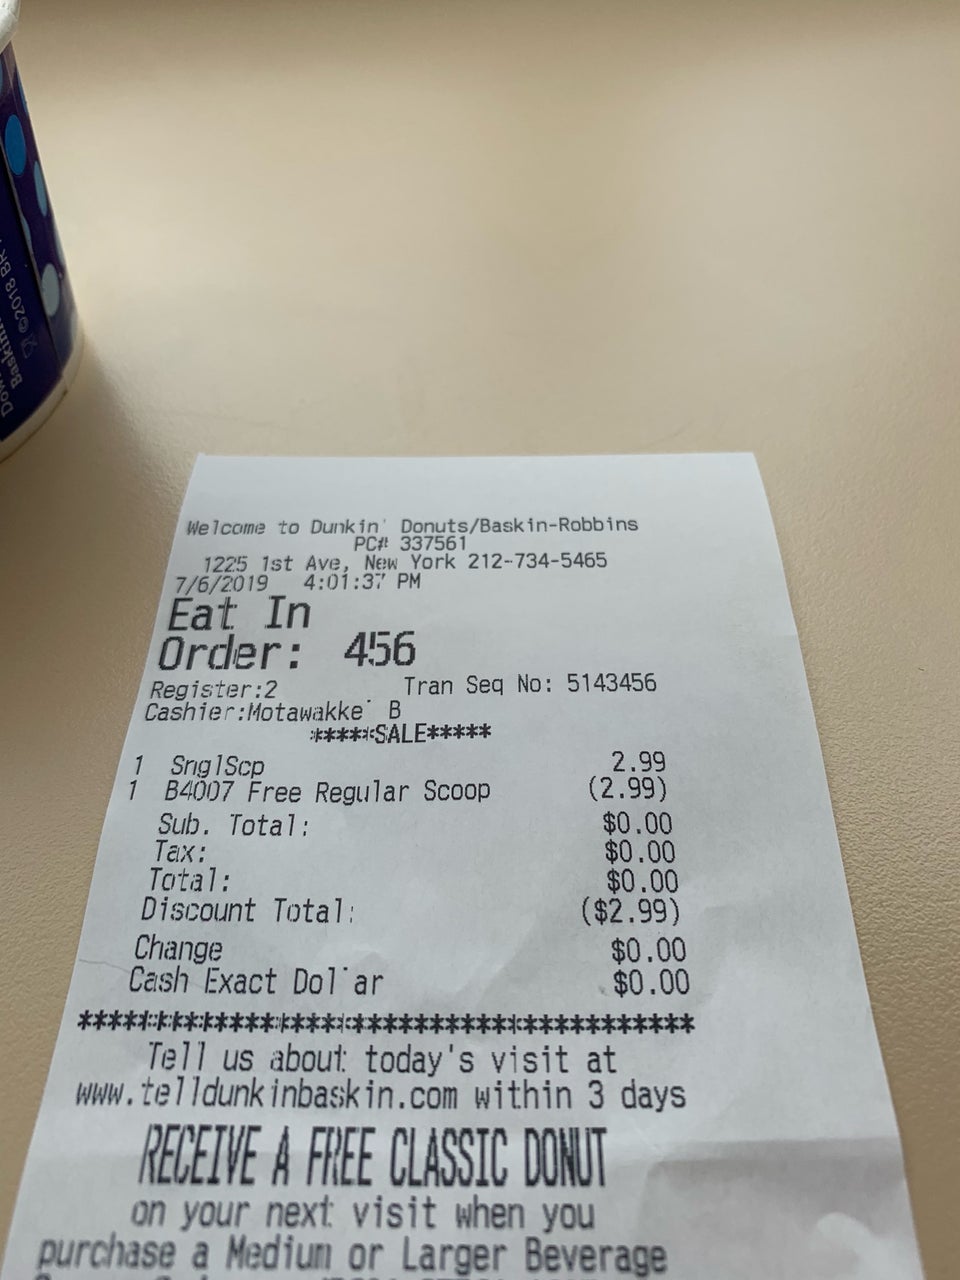 Welcome to Dunkin' Donuts/Baskin-Robbins
PC# 337561
1225 1st Ave, New York 212-734-5465
7/6/2019 4:01:37 PM
Eat In
Order: 456
Register:2 Tran Seq No: 5143456
Cashier:Motawakke B
*****SALE*****
1 SnglScp 2.99
1 B4007 Free Regular Scoop (2.99)
Sub. Total: $0.00
Tax: $0.00
Total: $0.00
Discount Total: ($2.99)
Change $0.00
Cash Exact Dollar $0.00
Tell us about today's visit at
www.telldunkinbaskin.com within 3 days
RECEIVE A FREE CLASSIC DONUT
on your next visit when you
purchase a Medium or Larger Beverage
©2018 BR